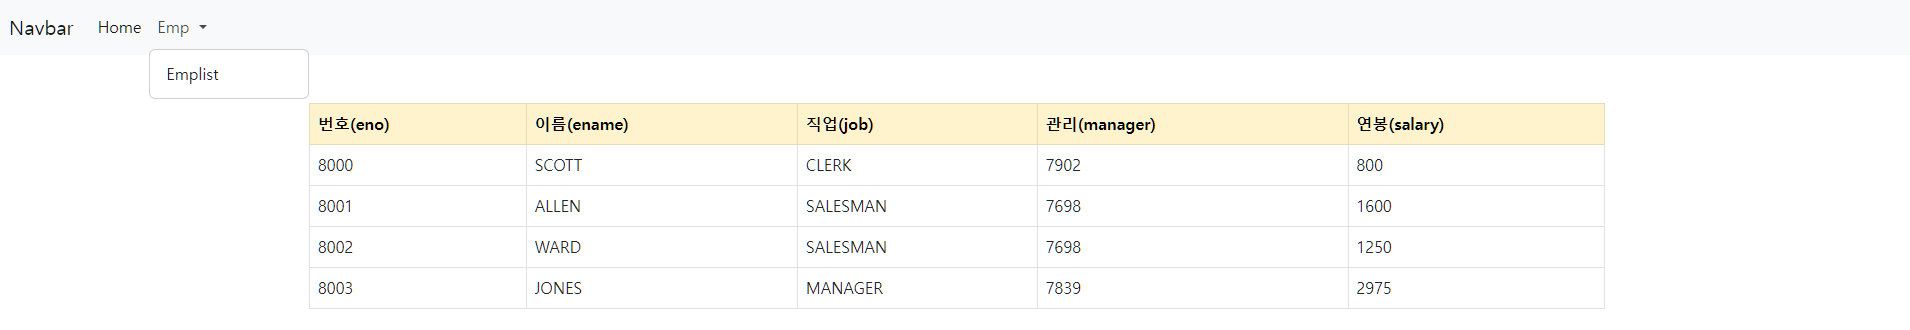 Navbar Home Emp
Emplist
번호(eno) 이름(ename) 직업(job) 관리(manager) 연봉(salary)
8000 SCOTT CLERK 7902 800
8001 ALLEN SALESMAN 7698 1600
8002 WARD SALESMAN 7698 1250
8003 JONES MANAGER 7839 2975